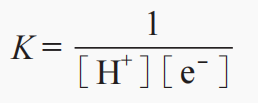 K = 1 / [ H⁺ ] [ e⁻ ]